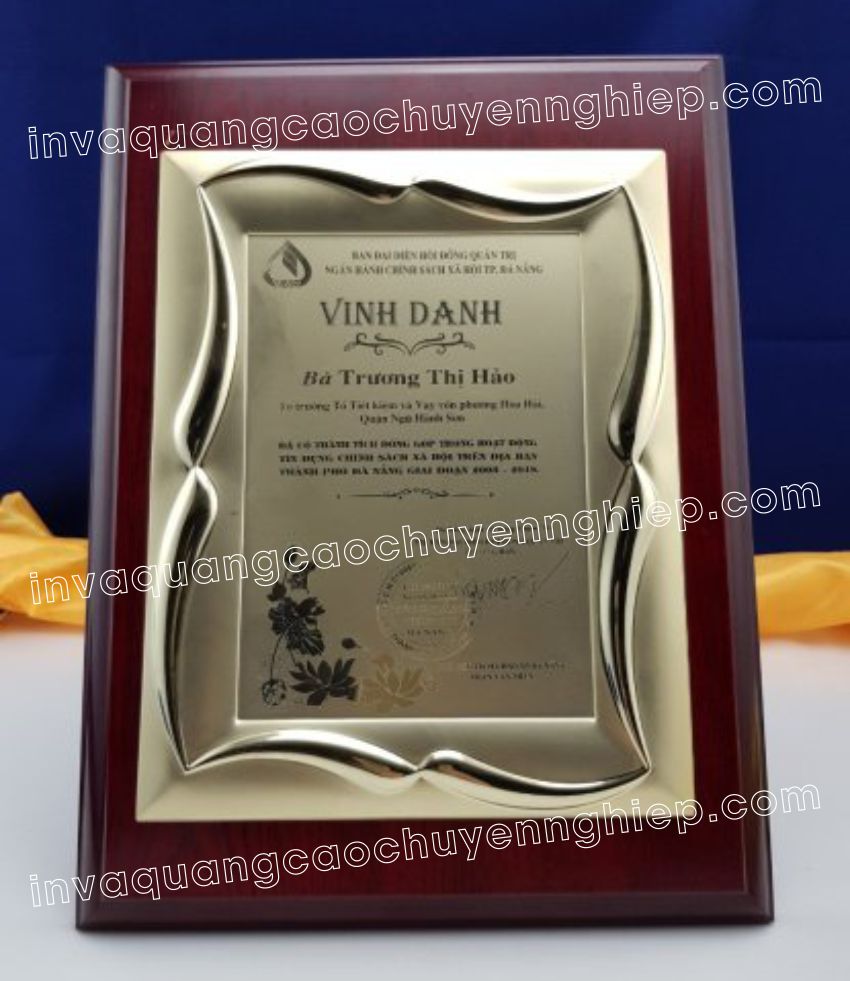 invaquangcaochuyennghiep.com
BAN ĐẠI DIỆN HỘI ĐỒNG QUẢN TRỊ
NGÂN HÀNG CHÍNH SÁCH XÃ HỘI TP. ĐÀ NẴNG
VINH DANH
Bà Trương Thị Hảo
Tổ trưởng Tổ Tiết kiệm và Vay vốn phường Hòa Hải,
Quận Ngũ Hành Sơn
ĐÃ CÓ THÀNH TÍCH ĐÓNG GÓP TRONG HOẠT ĐỘNG
TÍN DỤNG CHÍNH SÁCH XÃ HỘI TRÊN ĐỊA BÀN
THÀNH PHỐ ĐÀ NẴNG GIAI ĐOẠN 2003 - 2018.
invaquangcaochuyennghiep.com
invaquangcaochuyennghiep.com